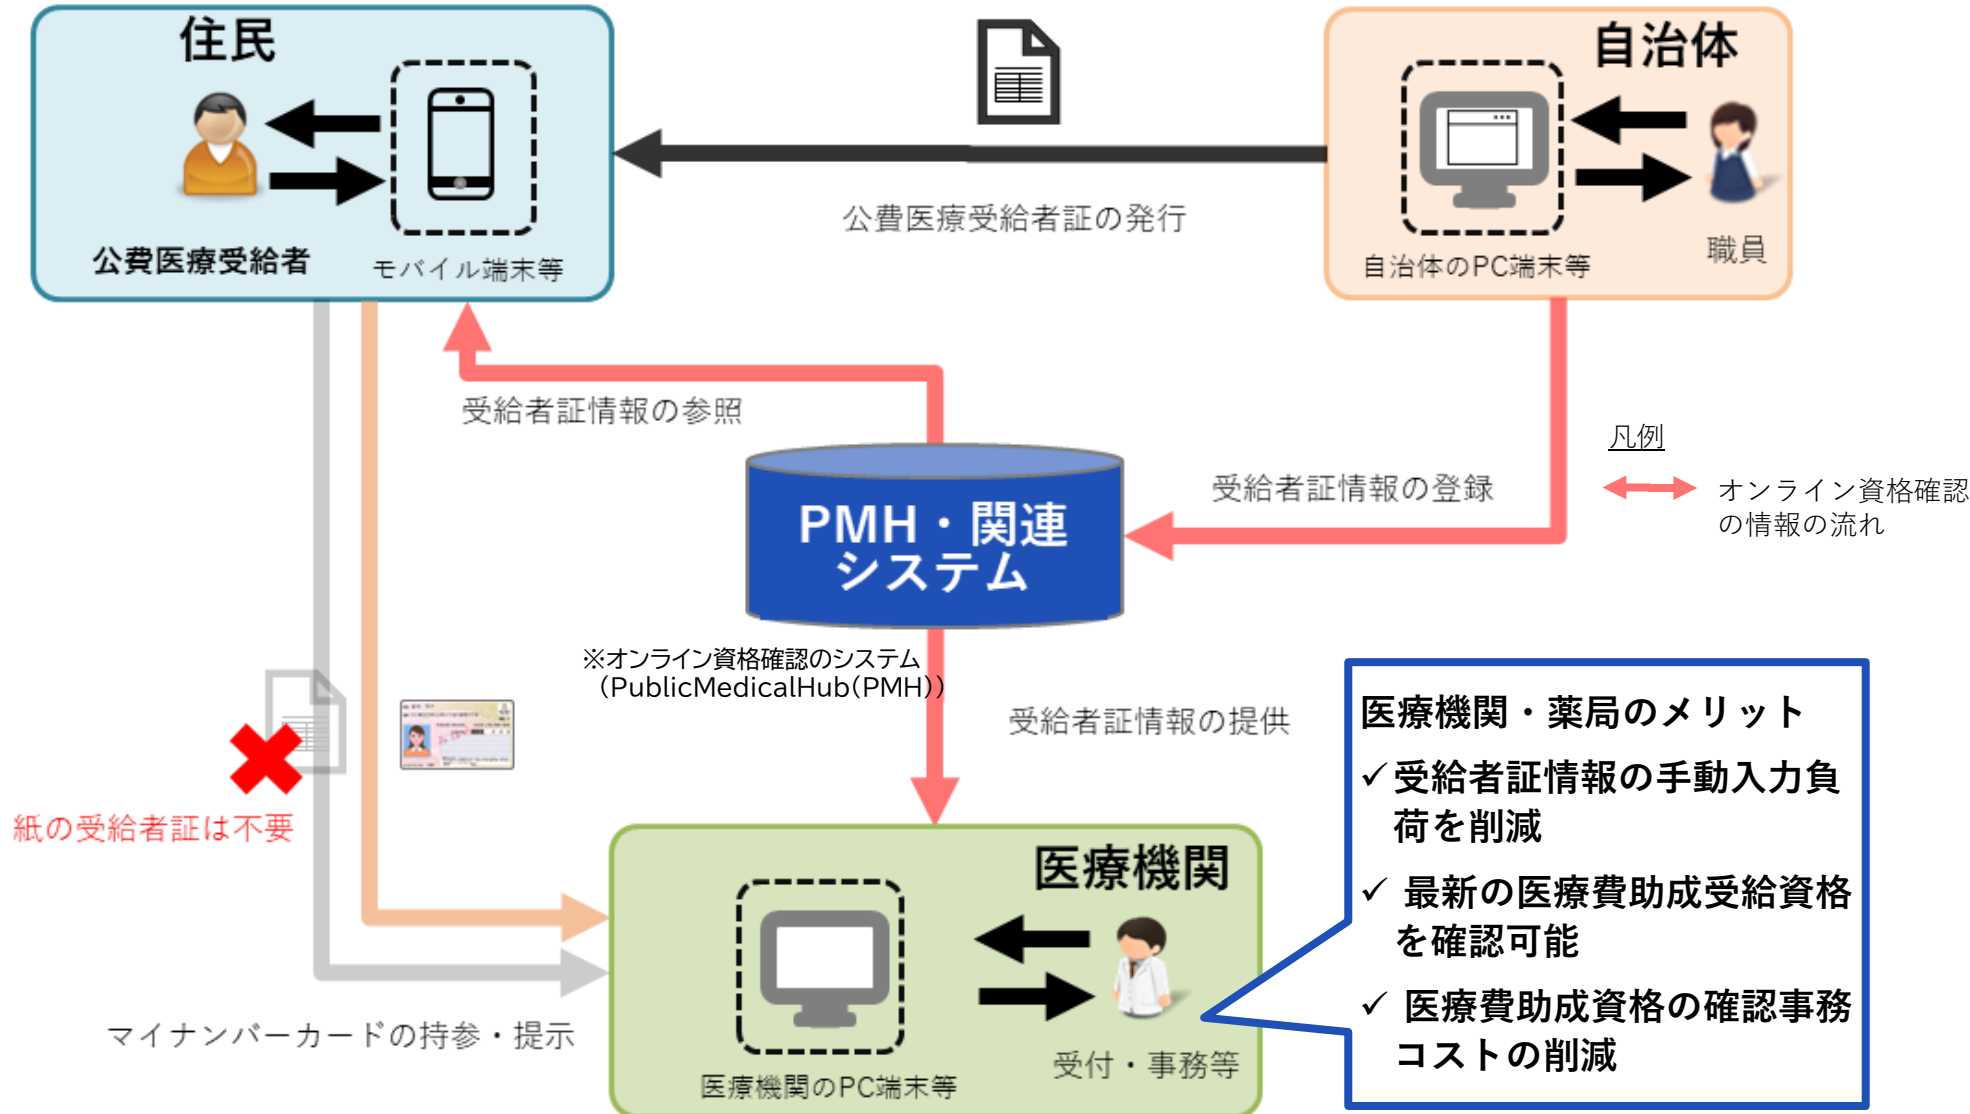 住民
自治体
公費医療受給者
モバイル端末等
公費医療受給者証の発行
自治体のPC端末等
職員
受給者証情報の参照
受給者証情報の登録
凡例
オンライン資格確認
の情報の流れ
PMH・関連
システム
※オンライン資格確認のシステム
(PublicMedicalHub(PMH))
受給者証情報の提供
紙の受給者証は不要
マイナンバーカードの持参・提示
医療機関
医療機関のPC端末等
受付・事務等
医療機関・薬局のメリット
✓受給者証情報の手動入力負
荷を削減
✓ 最新の医療費助成受給資格
を確認可能
✓ 医療費助成資格の確認事務
コストの削減